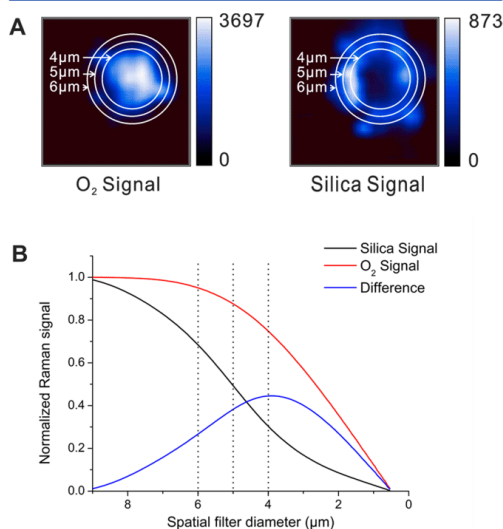 A
3697
873
4μm
5μm
6μm
4μm
5μm
6μm
0
0
O₂ Signal
Silica Signal
B
Silica Signal
O₂ Signal
Difference
Normalized Raman signal
1.0
0.8
0.6
0.4
0.2
0.0
8 6 4 2 0
Spatial filter diameter (μm)